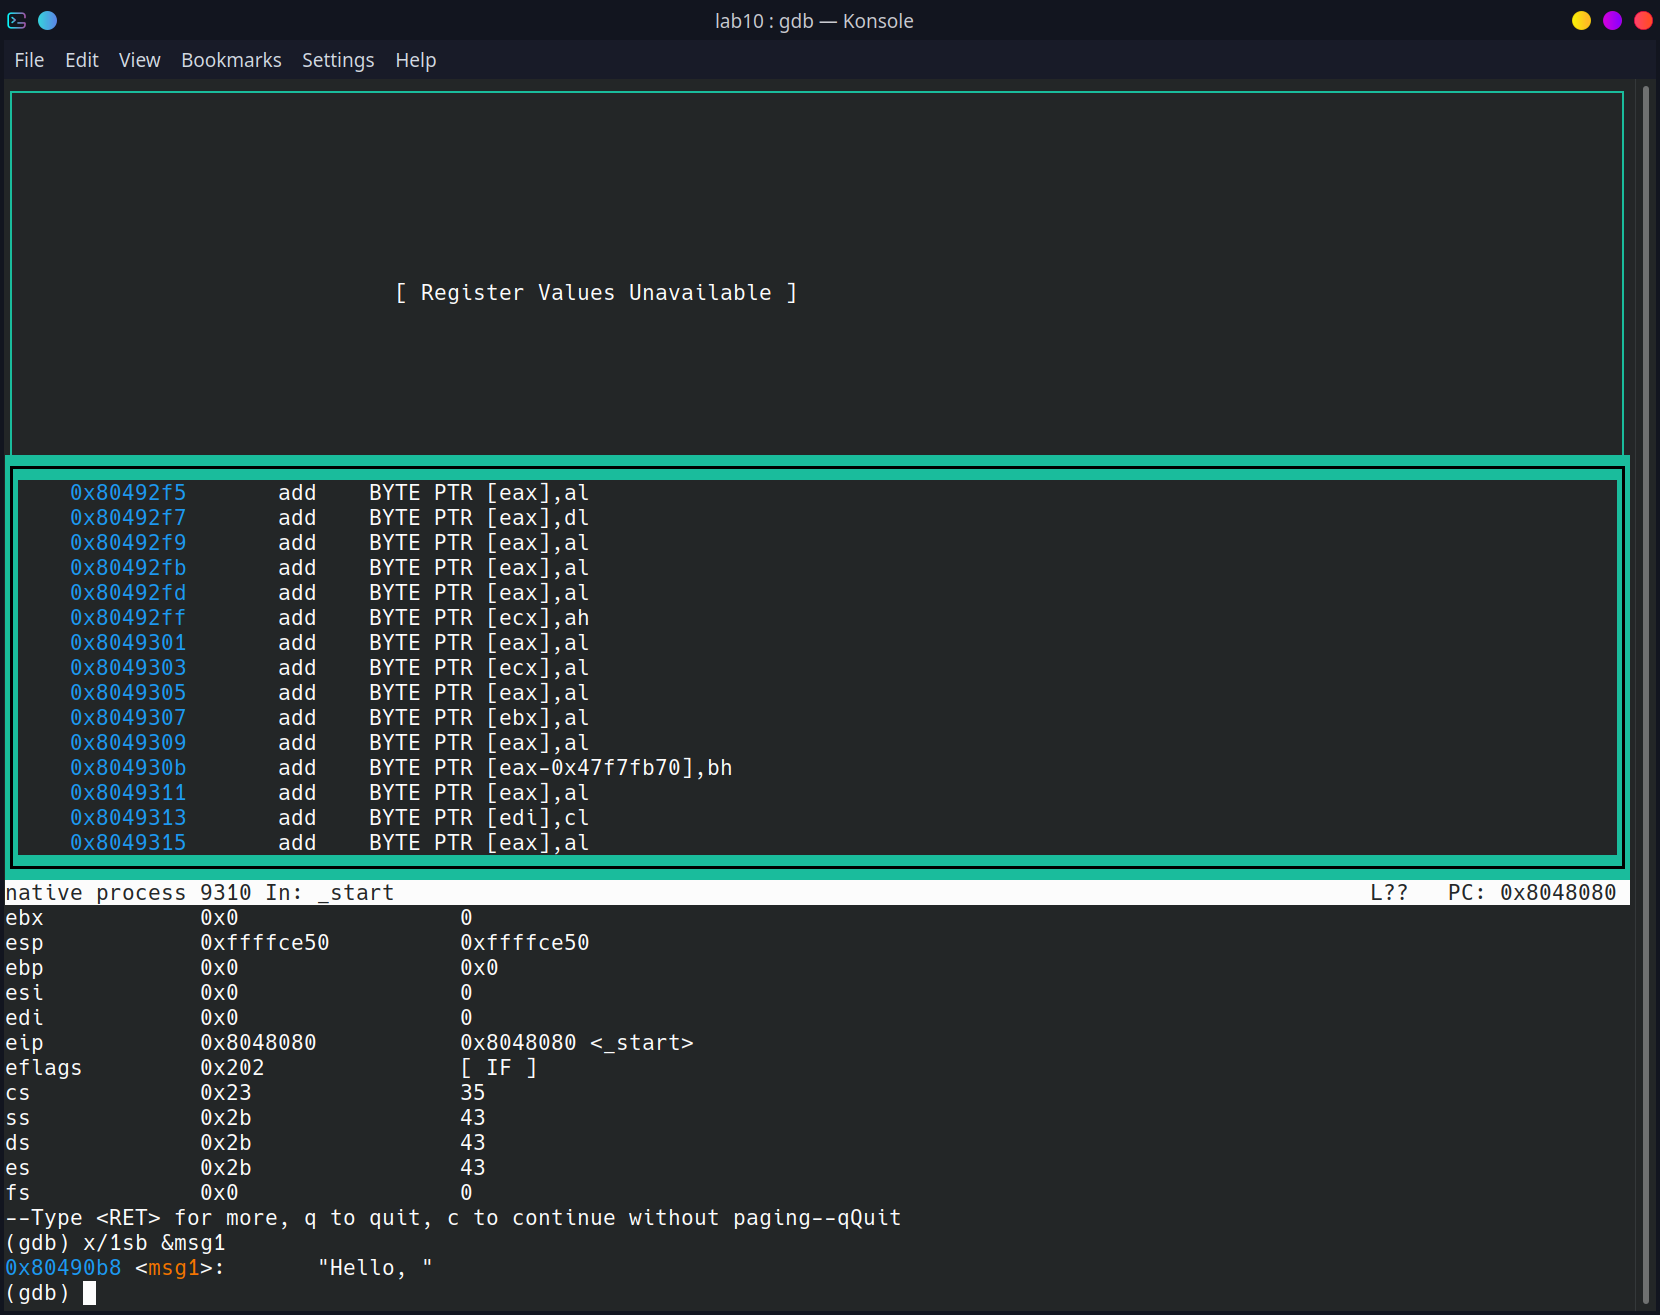 lab10 : gdb — Konsole
File Edit View Bookmarks Settings Help
[ Register Values Unavailable ]
0x80492f5 add BYTE PTR [eax],al
0x80492f7 add BYTE PTR [eax],dl
0x80492f9 add BYTE PTR [eax],al
0x80492fb add BYTE PTR [eax],al
0x80492fd add BYTE PTR [eax],al
0x80492ff add BYTE PTR [ecx],ah
0x8049301 add BYTE PTR [eax],al
0x8049303 add BYTE PTR [ecx],al
0x8049305 add BYTE PTR [eax],al
0x8049307 add BYTE PTR [ebx],al
0x8049309 add BYTE PTR [eax],al
0x804930b add BYTE PTR [eax-0x47f7fb70],bh
0x8049311 add BYTE PTR [eax],al
0x8049313 add BYTE PTR [edi],cl
0x8049315 add BYTE PTR [eax],al
native process 9310 In: _start L?? PC: 0x8048080
ebx 0x0 0
esp 0xffffce50 0xffffce50
ebp 0x0 0x0
esi 0x0 0
edi 0x0 0
eip 0x8048080 0x8048080 <_start>
eflags 0x202 [ IF ]
cs 0x23 35
ss 0x2b 43
ds 0x2b 43
es 0x2b 43
fs 0x0 0
--Type <RET> for more, q to quit, c to continue without paging--qQuit
(gdb) x/1sb &msg1
0x80490b8 <msg1>: "Hello, "
(gdb)